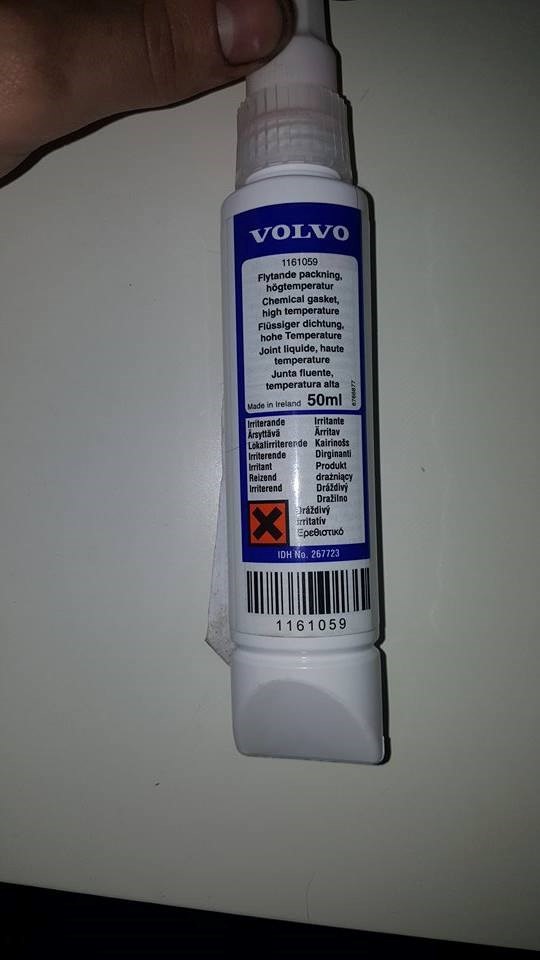 VOLVO
1161059
Flytande packning,
högtemperatur
Chemical gasket,
high temperature
Flüssiger dichtung,
hohe Temperature
Joint liquide, haute
temperature
Junta fluente,
temperatura alta
Made in Ireland 50ml
6766877
Irriterande
Ärsyttävä
Lokalirriterende
Irriterende
Irritant
Reizend
Irriterend
Irritante
Ärritav
Kairinošs
Dirginanti
Produkt
drażniący
Dráždivý
Dražilno
Dráždivý
Irritatív
Ερεθιστικό
IDH No. 267723
1161059